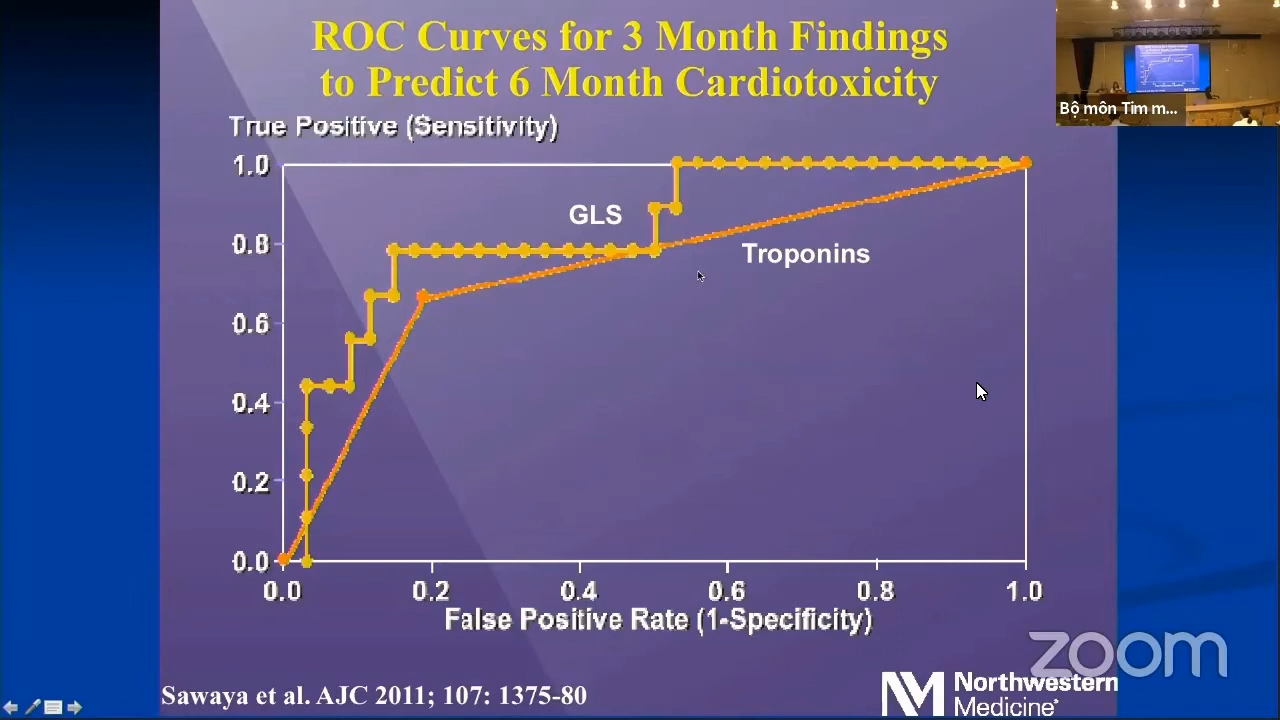 ROC Curves for 3 Month Findings
to Predict 6 Month Cardiotoxicity
Bộ môn Tim m...
True Positive (Sensitivity)
1.0
0.8
0.6
0.4
0.2
0.0
GLS
Troponins
0.0 0.2 0.4 0.6 0.8 1.0
False Positive Rate (1-Specificity)
zoom
Sawaya et al. AJC 2011; 107: 1375-80
Northwestern
Medicine